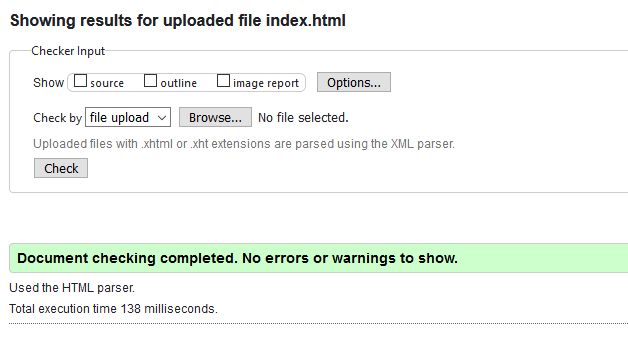 Showing results for uploaded file index.html
Checker Input
Show source outline image report Options...
Check by file upload Browse... No file selected.
Uploaded files with .xhtml or .xht extensions are parsed using the XML parser.
Check
Document checking completed. No errors or warnings to show.
Used the HTML parser.
Total execution time 138 milliseconds.